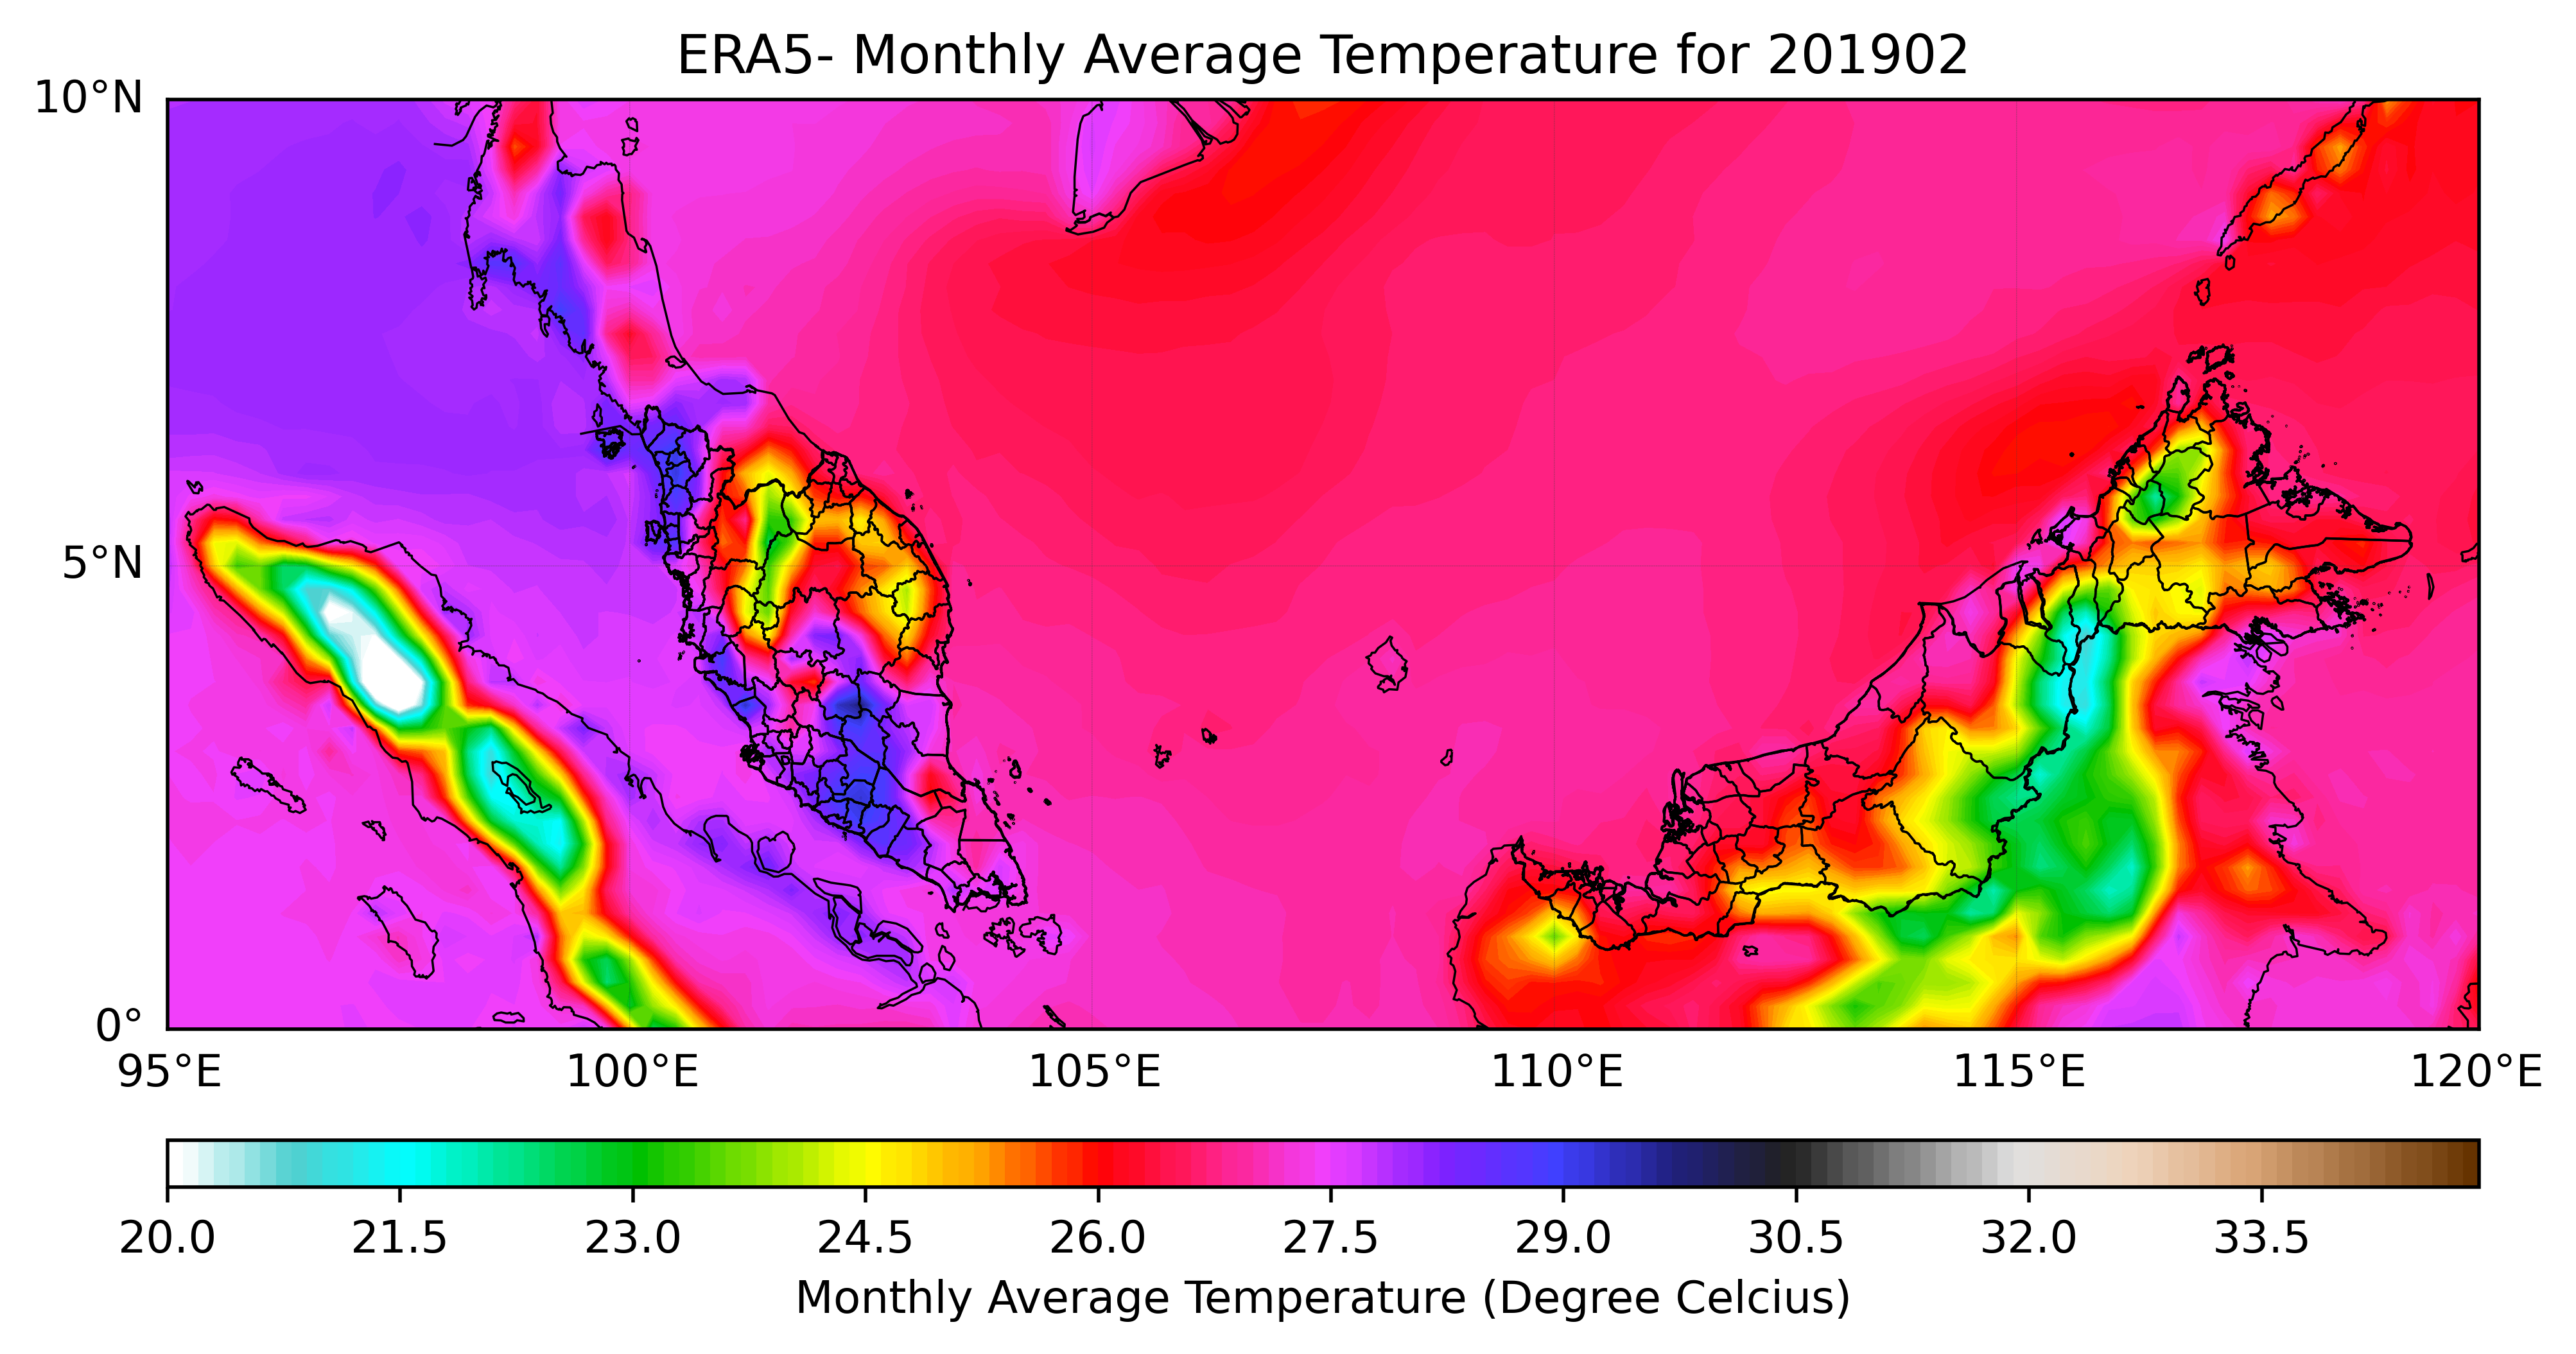 ERA5- Monthly Average Temperature for 201902
10°N
5°N
0°
95°E 100°E 105°E 110°E 115°E 120°E
20.0 21.5 23.0 24.5 26.0 27.5 29.0 30.5 32.0 33.5
Monthly Average Temperature (Degree Celcius)